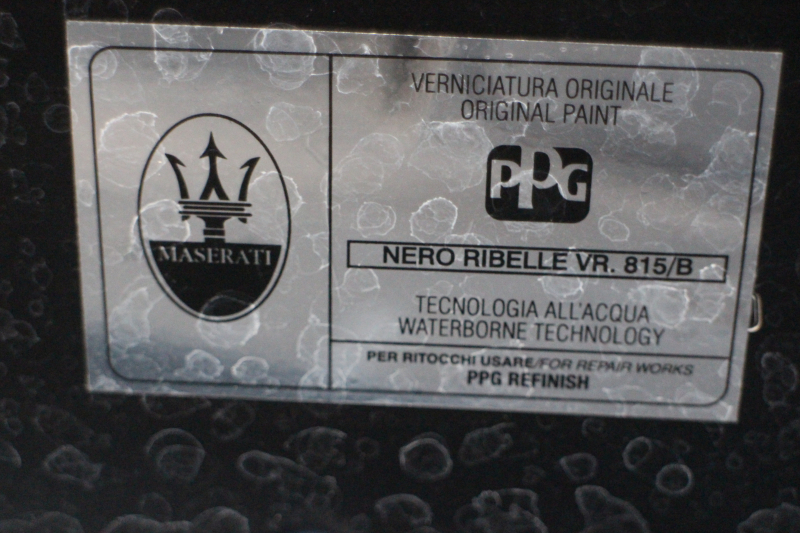 MASERATI
VERNICIATURA ORIGINALE
ORIGINAL PAINT
PPG
NERO RIBELLE VR. 815/B
TECNOLOGIA ALL'ACQUA
WATERBORNE TECHNOLOGY
PER RITOCCHI USARE/FOR REPAIR WORKS
PPG REFINISH